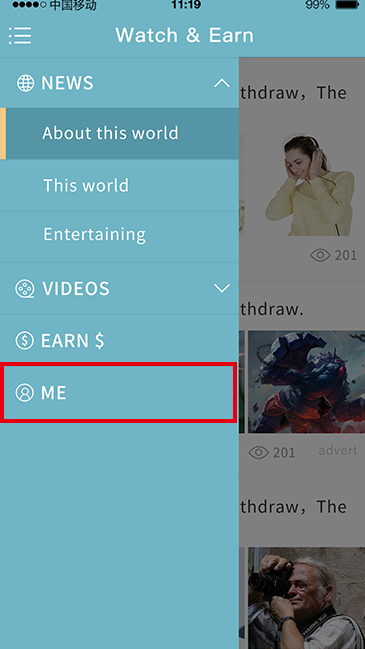 中国移动 11:19 99%
Watch & Earn
NEWS
About this world
This world
Entertaining
VIDEOS
EARN $
ME
thdraw，The
201
thdraw.
201 advert
thdraw，The